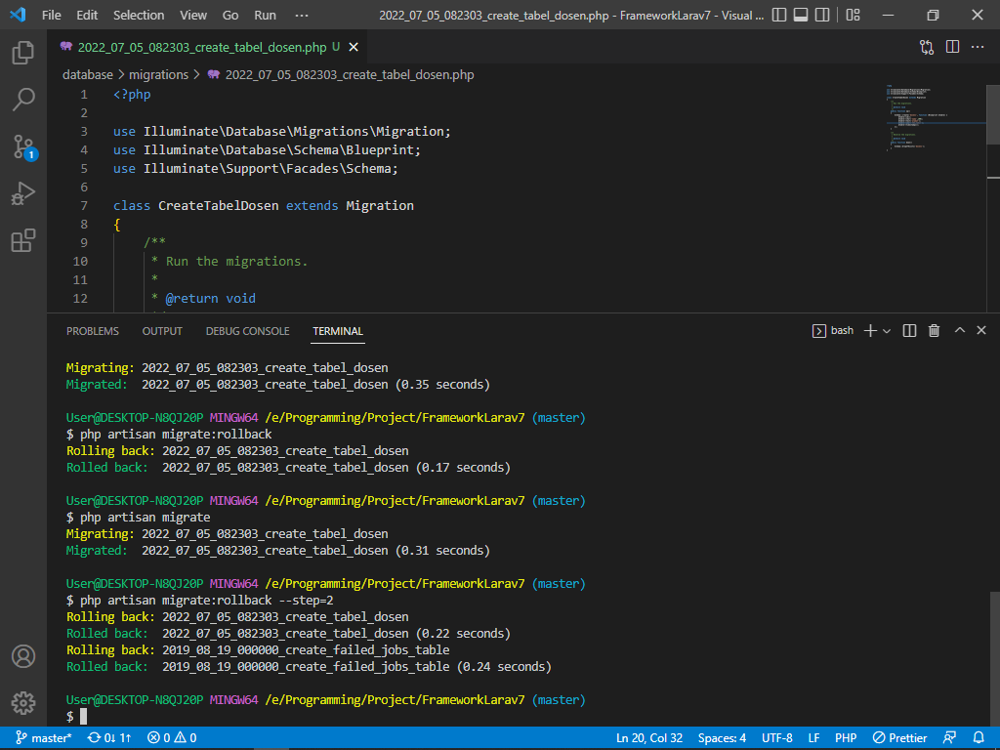 File Edit Selection View Go Run ··· 2022_07_05_082303_create_tabel_dosen.php - FrameworkLarav7 - Visual ...
2022_07_05_082303_create_tabel_dosen.php U
database > migrations > 2022_07_05_082303_create_tabel_dosen.php
1 <?php
2
3 use Illuminate\Database\Migrations\Migration;
4 use Illuminate\Database\Schema\Blueprint;
5 use Illuminate\Support\Facades\Schema;
6
7 class CreateTabelDosen extends Migration
8 {
9 /**
10 * Run the migrations.
11 *
12 * @return void
1
PROBLEMS OUTPUT DEBUG CONSOLE TERMINAL bash
Migrating: 2022_07_05_082303_create_tabel_dosen
Migrated: 2022_07_05_082303_create_tabel_dosen (0.35 seconds)
User@DESKTOP-N8QJ20P MINGW64 /e/Programming/Project/FrameworkLarav7 (master)
$ php artisan migrate:rollback
Rolling back: 2022_07_05_082303_create_tabel_dosen
Rolled back: 2022_07_05_082303_create_tabel_dosen (0.17 seconds)
User@DESKTOP-N8QJ20P MINGW64 /e/Programming/Project/FrameworkLarav7 (master)
$ php artisan migrate
Migrating: 2022_07_05_082303_create_tabel_dosen
Migrated: 2022_07_05_082303_create_tabel_dosen (0.31 seconds)
User@DESKTOP-N8QJ20P MINGW64 /e/Programming/Project/FrameworkLarav7 (master)
$ php artisan migrate:rollback --step=2
Rolling back: 2022_07_05_082303_create_tabel_dosen
Rolled back: 2022_07_05_082303_create_tabel_dosen (0.22 seconds)
Rolling back: 2019_08_19_000000_create_failed_jobs_table
Rolled back: 2019_08_19_000000_create_failed_jobs_table (0.24 seconds)
User@DESKTOP-N8QJ20P MINGW64 /e/Programming/Project/FrameworkLarav7 (master)
$
master* 0↓ 1↑ 0 0 Ln 20, Col 32 Spaces: 4 UTF-8 LF PHP Prettier